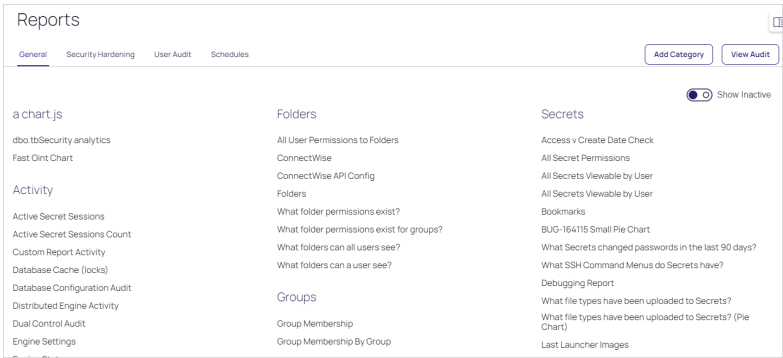 Reports
General Security Hardening User Audit Schedules Add Category View Audit
Show Inactive
a chart.js
dbo.tbSecurity analytics
Fast Oint Chart
Activity
Active Secret Sessions
Active Secret Sessions Count
Custom Report Activity
Database Cache (locks)
Database Configuration Audit
Distributed Engine Activity
Dual Control Audit
Engine Settings
Folders
All User Permissions to Folders
ConnectWise
ConnectWise API Config
Folders
What folder permissions exist?
What folder permissions exist for groups?
What folders can all users see?
What folders can a user see?
Groups
Group Membership
Group Membership By Group
Secrets
Access v Create Date Check
All Secret Permissions
All Secrets Viewable by User
All Secrets Viewable by User
Bookmarks
BUG-164115 Small Pie Chart
What Secrets changed passwords in the last 90 days?
What SSH Command Menus do Secrets have?
Debugging Report
What file types have been uploaded to Secrets?
What file types have been uploaded to Secrets? (Pie
Chart)
Last Launcher Images